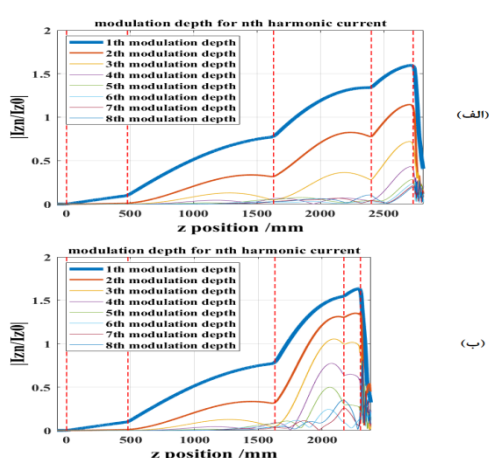 modulation depth for nth harmonic current
2
1.5
1
0.5
0
|Izn/Iz0|
1th modulation depth
2th modulation depth
3th modulation depth
4th modulation depth
5th modulation depth
6th modulation depth
7th modulation depth
8th modulation depth
0 500 1000 1500 2000 2500
z position /mm
(الف)
modulation depth for nth harmonic current
2
1.5
1
0.5
0
|Izn/Iz0|
1th modulation depth
2th modulation depth
3th modulation depth
4th modulation depth
5th modulation depth
6th modulation depth
7th modulation depth
8th modulation depth
0 500 1000 1500 2000
z position /mm
(ب)